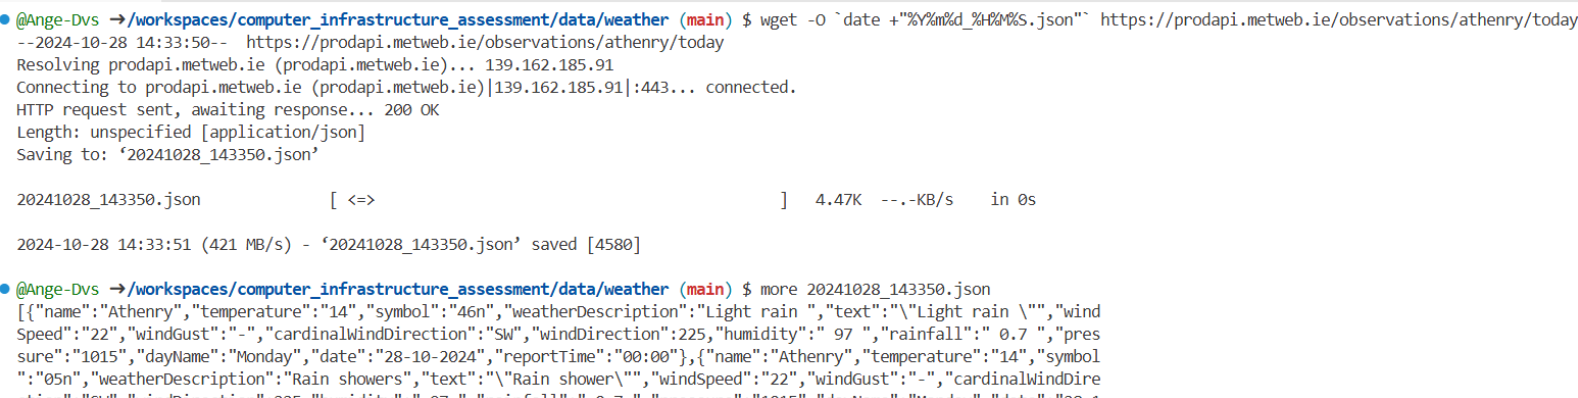 @Ange-Dvs →/workspaces/computer_infrastructure_assessment/data/weather (main) $ wget -O `date +"%Y%m%d_%H%M%S.json"` https://prodapi.metweb.ie/observations/athenry/today
--2024-10-28 14:33:50--  https://prodapi.metweb.ie/observations/athenry/today
Resolving prodapi.metweb.ie (prodapi.metweb.ie)... 139.162.185.91
Connecting to prodapi.metweb.ie (prodapi.metweb.ie)|139.162.185.91|:443... connected.
HTTP request sent, awaiting response... 200 OK
Length: unspecified [application/json]
Saving to: ‘20241028_143350.json’
20241028_143350.json             [ <=>                                              ]   4.47K  --.-KB/s    in 0s
2024-10-28 14:33:51 (421 MB/s) - ‘20241028_143350.json’ saved [4580]
@Ange-Dvs →/workspaces/computer_infrastructure_assessment/data/weather (main) $ more 20241028_143350.json
[{"name":"Athenry","temperature":"14","symbol":"46n","weatherDescription":"Light rain ","text":"\"Light rain \"","wind
Speed":"22","windGust":"-","cardinalWindDirection":"SW","windDirection":225,"humidity":" 97 ","rainfall":" 0.7 ","pres
sure":"1015","dayName":"Monday","date":"28-10-2024","reportTime":"00:00"},{"name":"Athenry","temperature":"14","symbol
":"05n","weatherDescription":"Rain showers","text":"\"Rain shower\"","windSpeed":"22","windGust":"-","cardinalWindDire